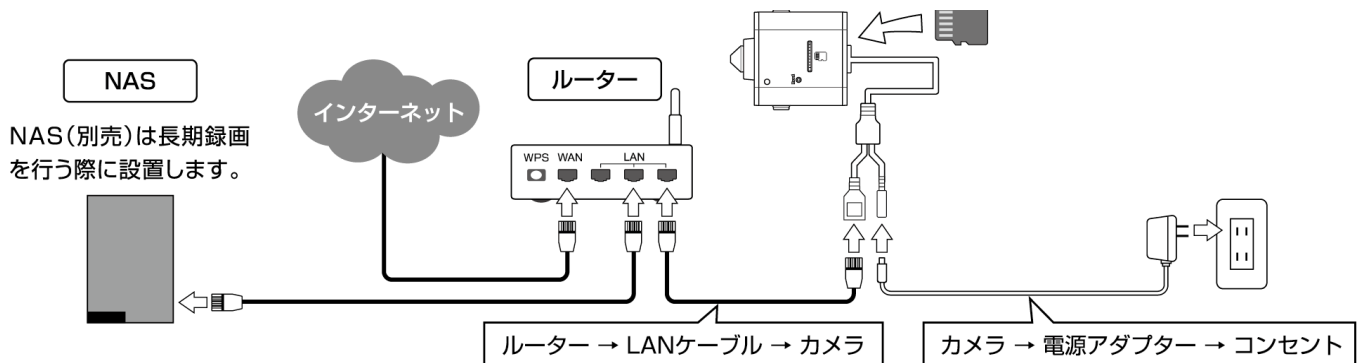 NAS
NAS(別売)は長期録画
を行う際に設置します。
インターネット
ルーター
WPS WAN LAN
ルーター → LANケーブル → カメラ
カメラ → 電源アダプター → コンセント